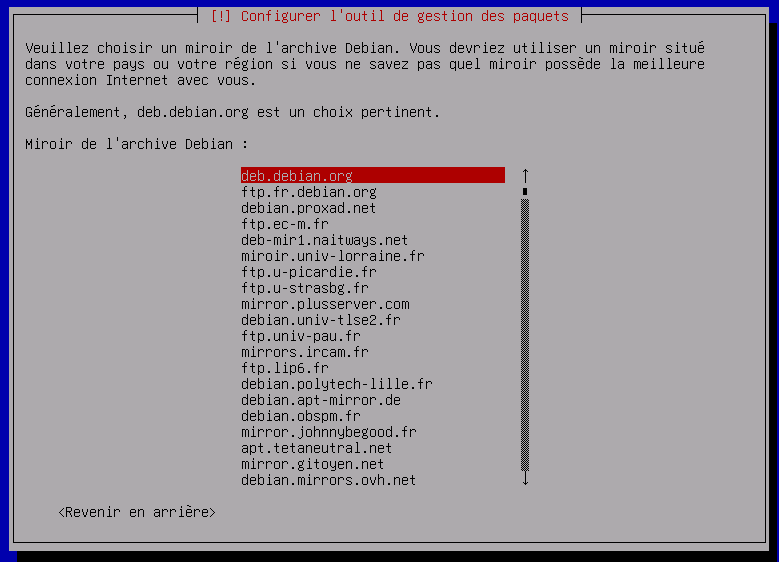 [!] Configurer l'outil de gestion des paquets
Veuillez choisir un miroir de l'archive Debian. Vous devriez utiliser un miroir situé
dans votre pays ou votre région si vous ne savez pas quel miroir possède la meilleure
connexion Internet avec vous.
Généralement, deb.debian.org est un choix pertinent.
Miroir de l'archive Debian :
deb.debian.org
ftp.fr.debian.org
debian.proxad.net
ftp.ec-m.fr
deb-mir1.naitways.net
miroir.univ-lorraine.fr
ftp.u-picardie.fr
ftp.u-strasbg.fr
mirror.plusserver.com
debian.univ-tlse2.fr
ftp.univ-pau.fr
mirrors.ircam.fr
ftp.lip6.fr
debian.polytech-lille.fr
debian.apt-mirror.de
debian.obspm.fr
mirror.johnnybegood.fr
apt.tetaneutral.net
mirror.gitoyen.net
debian.mirrors.ovh.net
<Revenir en arrière>